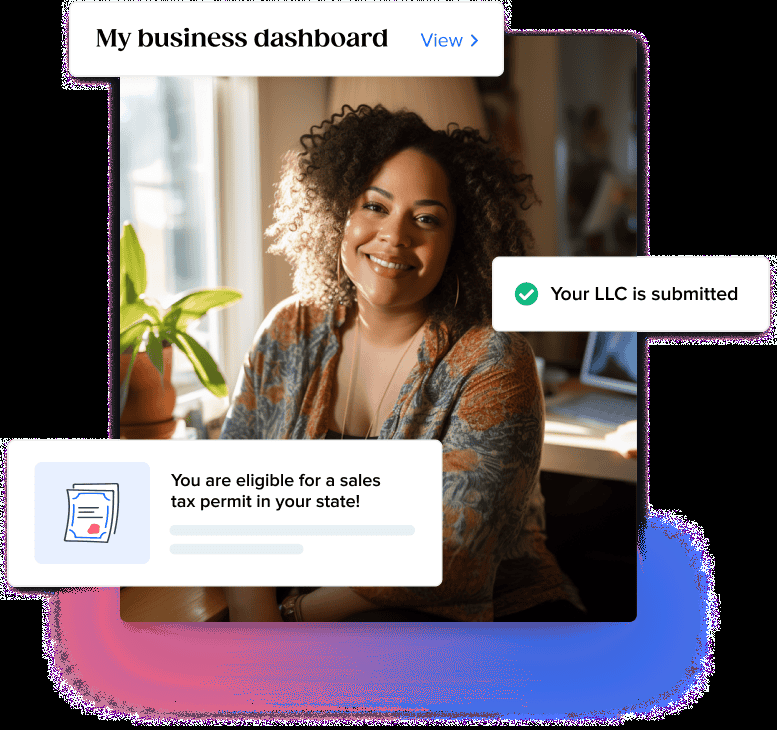 My business dashboard
View
Your LLC is submitted
You are eligible for a sales
tax permit in your state!